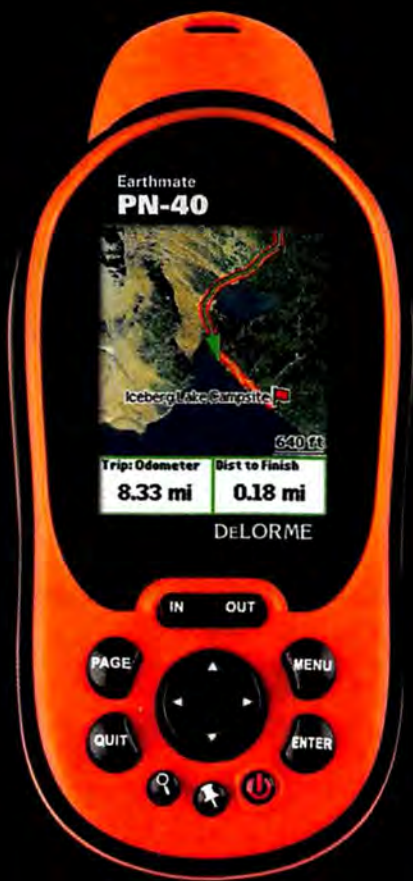 Earthmate
PN-40
Iceberg Lake Campsite
640 ft
Trip: Odometer Dist to Finish
8.33 mi 0.18 mi
DELORME
IN OUT
PAGE MENU
QUIT ENTER